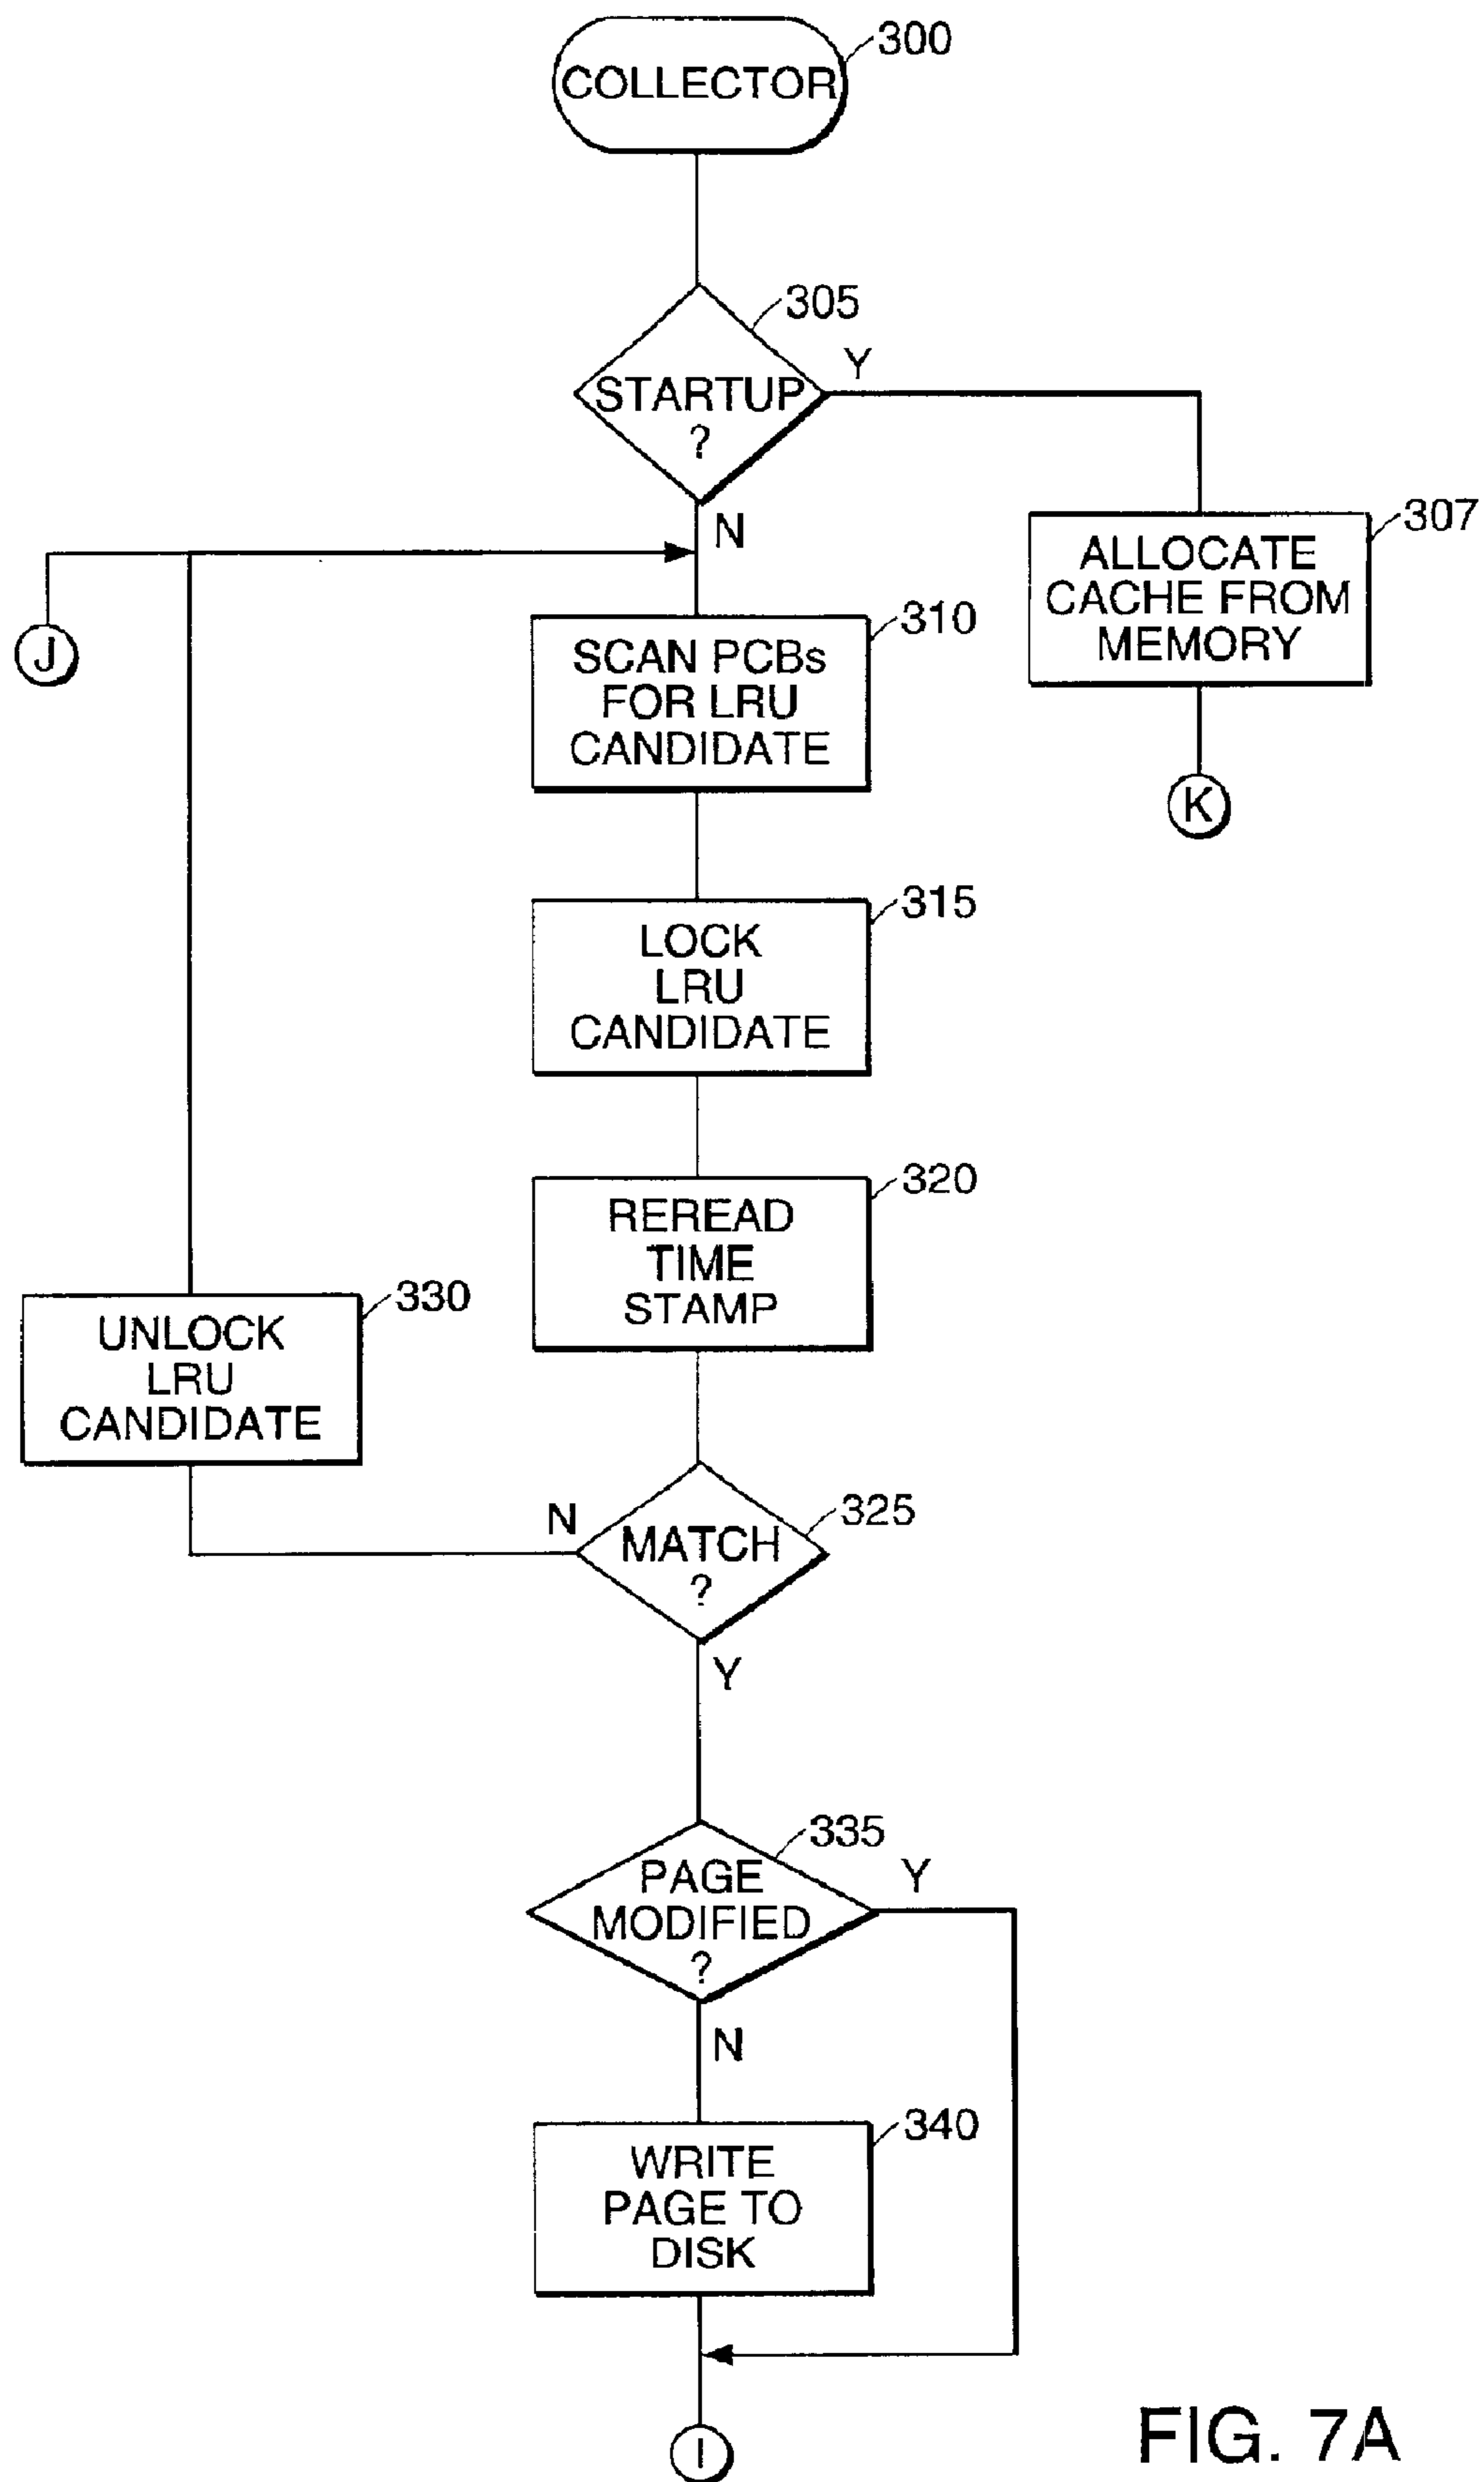 300
COLLECTOR
305
STARTUP
?
Y
N
307
ALLOCATE
CACHE FROM
MEMORY
J
310
SCAN PCBs
FOR LRU
CANDIDATE
K
315
LOCK
LRU
CANDIDATE
320
REREAD
TIME
STAMP
330
UNLOCK
LRU
CANDIDATE
325
N
MATCH
?
Y
335
PAGE
MODIFIED
?
Y
N
340
WRITE
PAGE TO
DISK
I
FIG. 7A